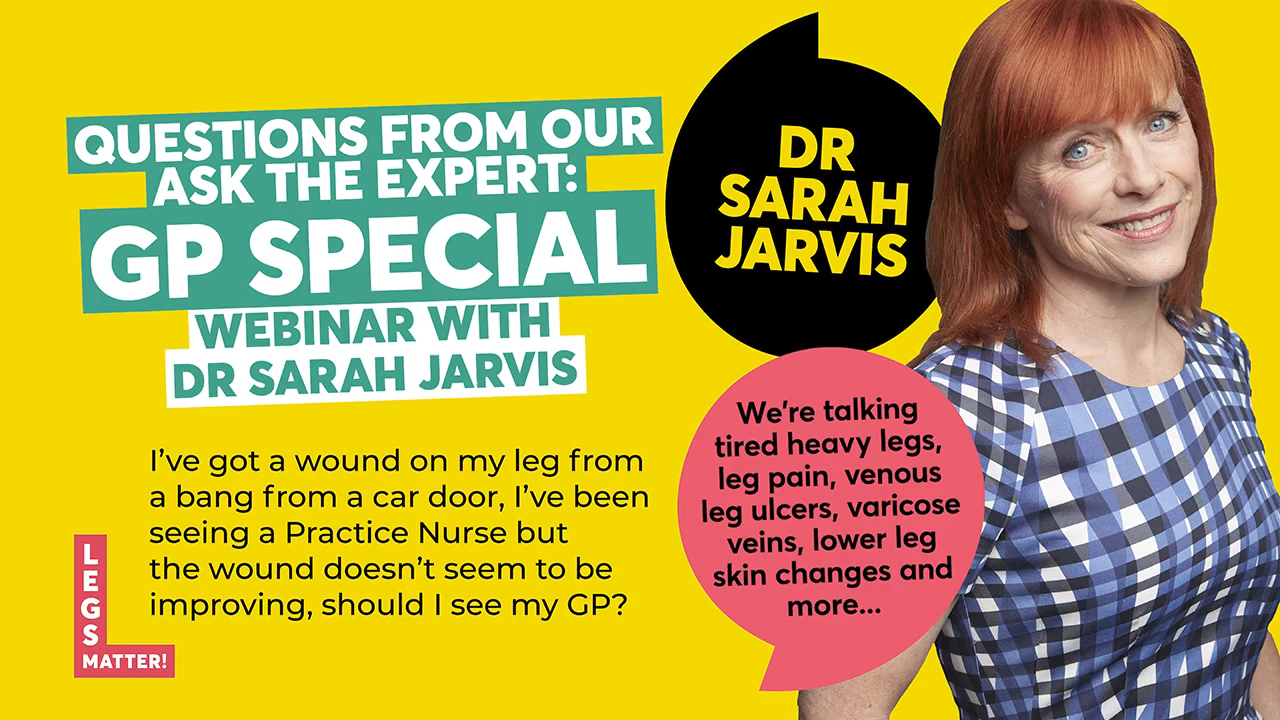 QUESTIONS FROM OUR
ASK THE EXPERT:
GP SPECIAL
WEBINAR WITH
DR SARAH JARVIS
I've got a wound on my leg from
a bang from a car door, I've been
seeing a Practice Nurse but
the wound doesn't seem to be
improving, should I see my GP?
LEGS
MATTER!
DR
SARAH
JARVIS
We're talking
tired heavy legs,
leg pain, venous
leg ulcers, varicose
veins, lower leg
skin changes and
more...